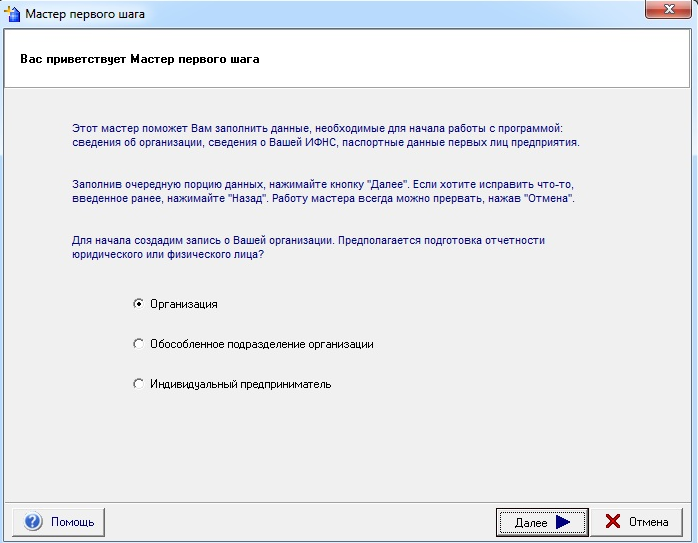 Мастер первого шага
Вас приветствует Мастер первого шага
Этот мастер поможет Вам заполнить данные, необходимые для начала работы с программой:
сведения об организации, сведения о Вашей ИФНС, паспортные данные первых лиц предприятия.
Заполнив очередную порцию данных, нажимайте кнопку "Далее". Если хотите исправить что-то,
введенное ранее, нажимайте "Назад". Работу мастера всегда можно прервать, нажав "Отмена".
Для начала создадим запись о Вашей организации. Предполагается подготовка отчетности
юридического или физического лица?
Организация
Обособленное подразделение организации
Индивидуальный предприниматель
Помощь
Далее
Отмена